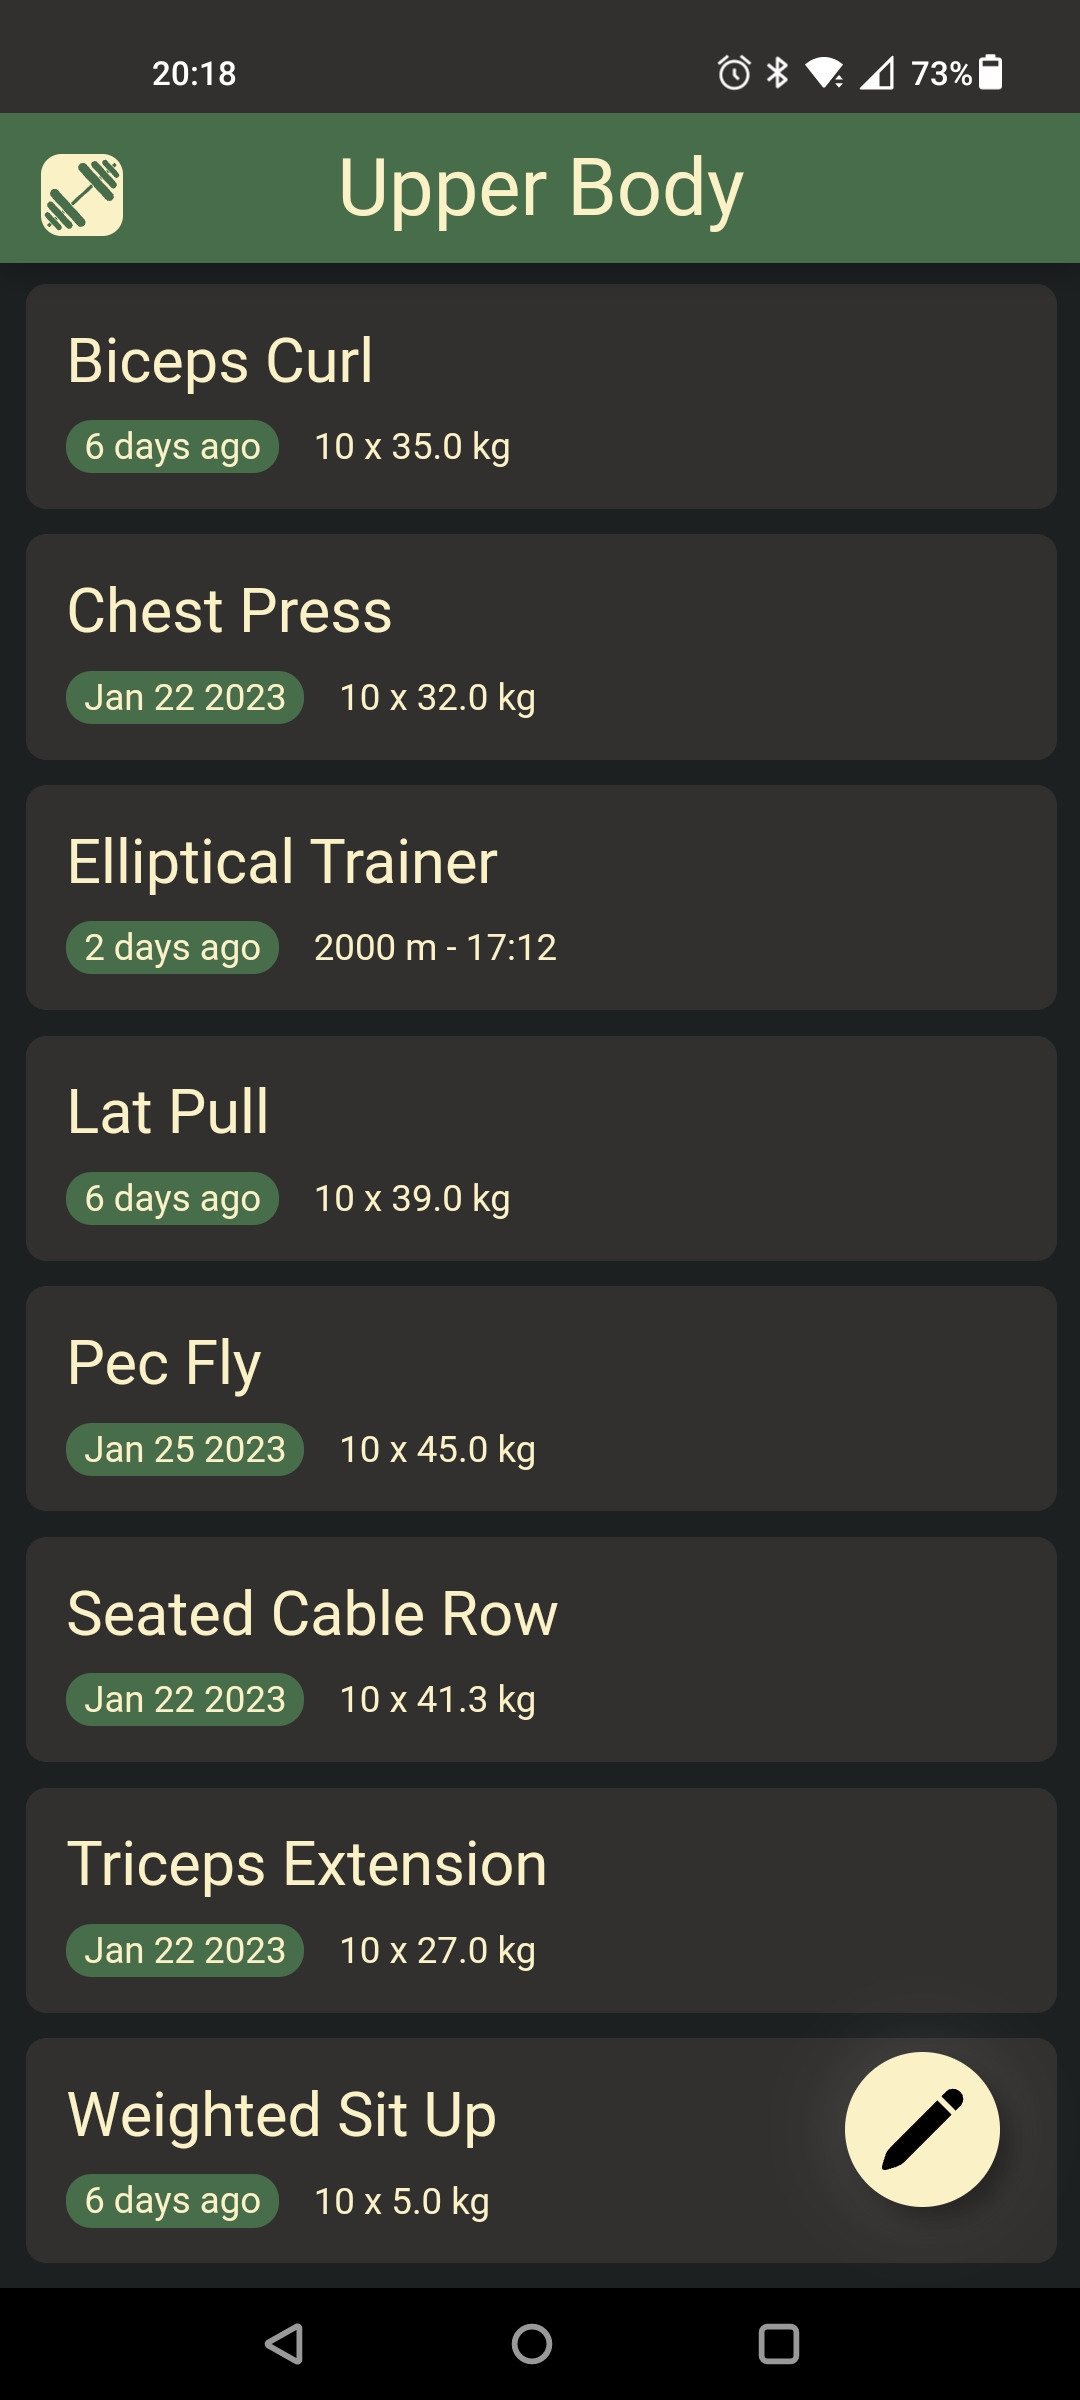 20:18
73%
Upper Body
Biceps Curl
6 days ago 10 x 35.0 kg
Chest Press
Jan 22 2023 10 x 32.0 kg
Elliptical Trainer
2 days ago 2000 m - 17:12
Lat Pull
6 days ago 10 x 39.0 kg
Pec Fly
Jan 25 2023 10 x 45.0 kg
Seated Cable Row
Jan 22 2023 10 x 41.3 kg
Triceps Extension
Jan 22 2023 10 x 27.0 kg
Weighted Sit Up
6 days ago 10 x 5.0 kg